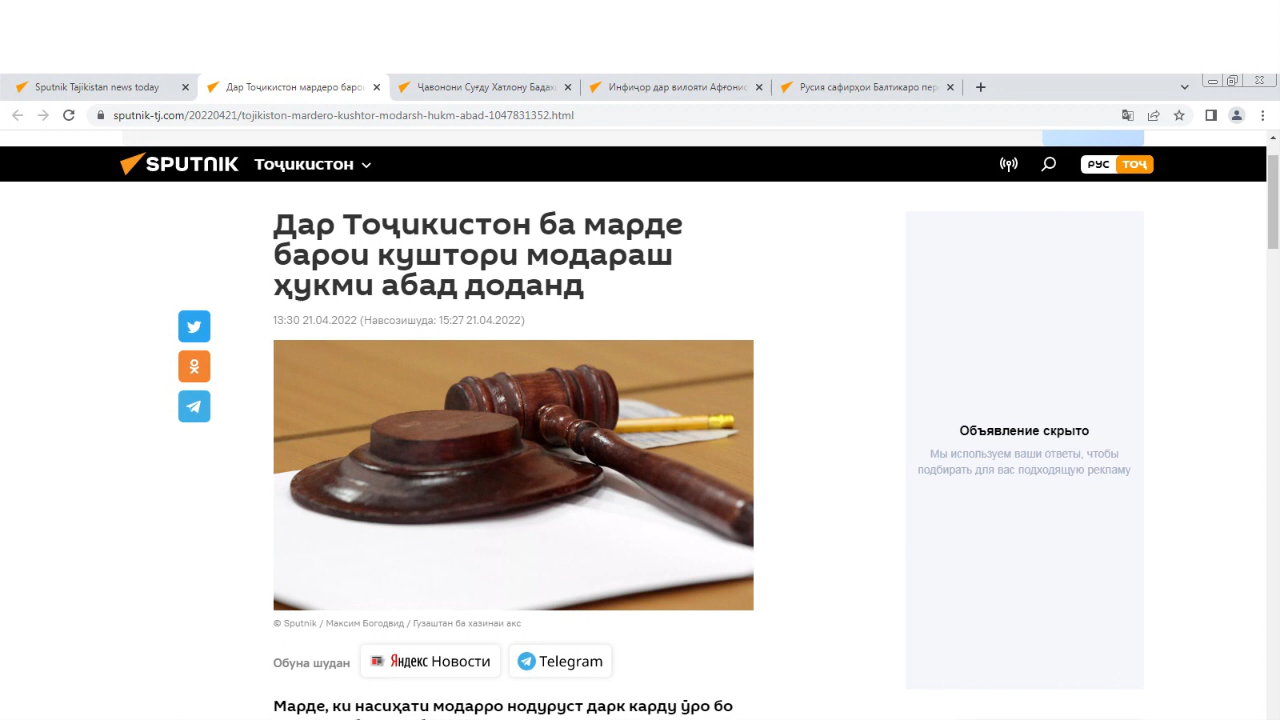 Sputnik Tajikistan news today
Дар Тоҷикистон мардеро баро
Ҷавонони Суғду Хатлону Бадах
Инфиҷор дар вилояти Афғонис
Русия сафирҳои Балтикаро пер
sputnik-tj.com/20220421/tojikiston-mardero-kushtor-modarsh-hukm-abad-1047831352.html
SPUTNIK Тоҷикистон
РУС ТОҶ
Дар Тоҷикистон ба марде
барои куштори модараш
ҳукми абад доданд
13:30 21.04.2022 (Навсозишуда: 15:27 21.04.2022)
© Sputnik / Максим Богодвид / Гузаштан ба хазинаи акс
Обуна шудан
Яндекс Новости
Telegram
Марде, ки насиҳати модарро нодуруст дарк карду ӯро бо
Объявление скрыто
Мы используем ваши ответы, чтобы
подбирать для вас подходящую рекламу